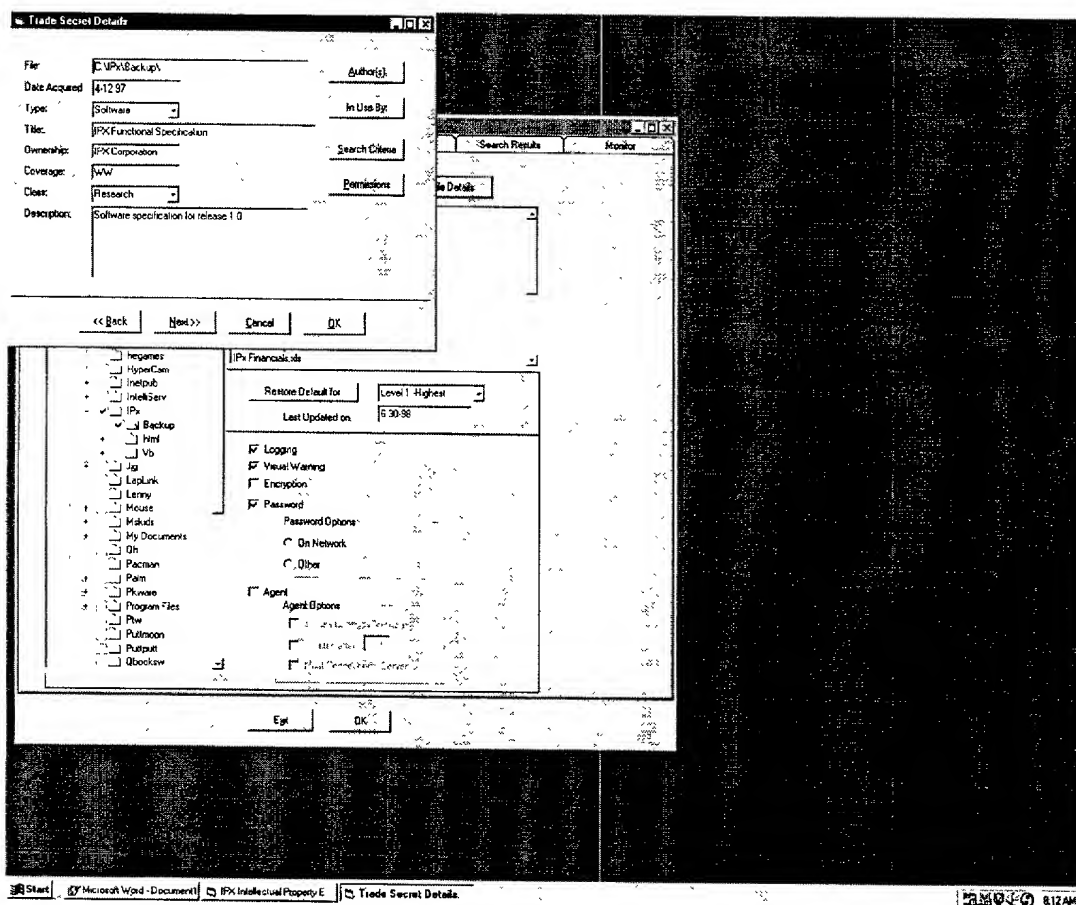 Trade Secret Details
File: C:\IPx\Backup\
Author(s):
Date Acquired 4-12-97
Type: Software
In Use By:
Title: IPX Functional Specification
Ownership: IPX Corporation
Search Criteria
Coverage: WW
Class: Research
Permissions
Description: Software specification for release 1.0
<< Back Next >> Cancel OK
Search Results Monitor
Details
IPx Financials.xls
hegames
HyperCam
Inetpub
IntelliServ
IPx
Backup
html
Vb
LapLink
Lenny
Mouse
Mskids
My Documents
Pacman
Palm
Pkware
Program Files
Ptw
Puttmoon
Puttputt
Qbooksw
Restore Default for Level 1 -Highest
Last Updated on 6-30-98
Logging
Visual Warning
Encryption
Password
Password Options
On Network
Other
Agent
Agent Options
Exit OK
Start Microsoft Word - Document1 IPX Intellectual Property E Trade Secret Details. 8:12 AM